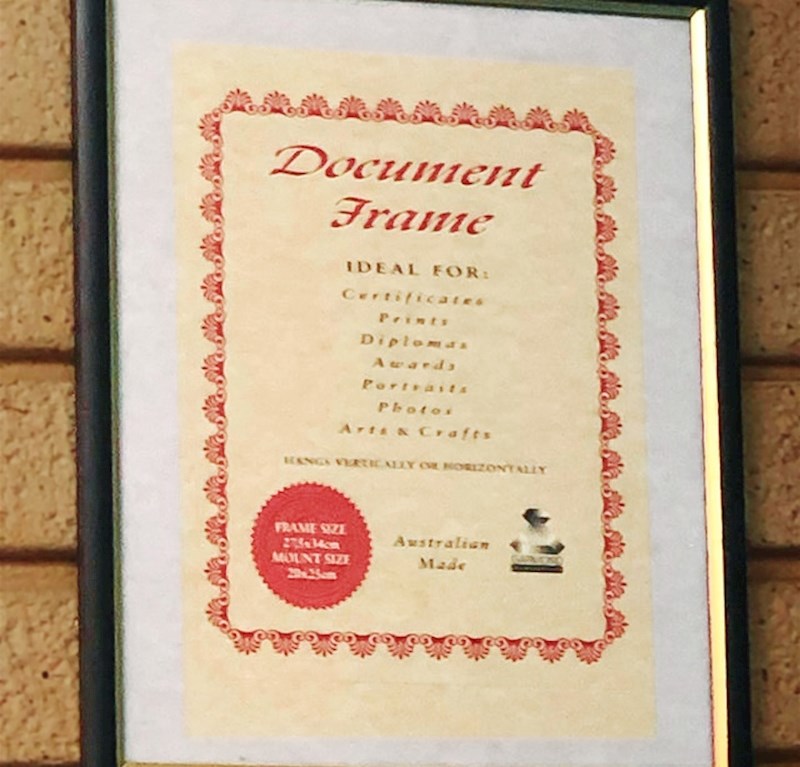 Document
Frame
IDEAL FOR:
Certificates
Prints
Diplomas
Awards
Portraits
Photos
Arts & Crafts
HANGS VERTICALLY OR HORIZONTALLY
FRAME SIZE
27.5x34cm
MOUNT SIZE
20x25cm
Australian
Made